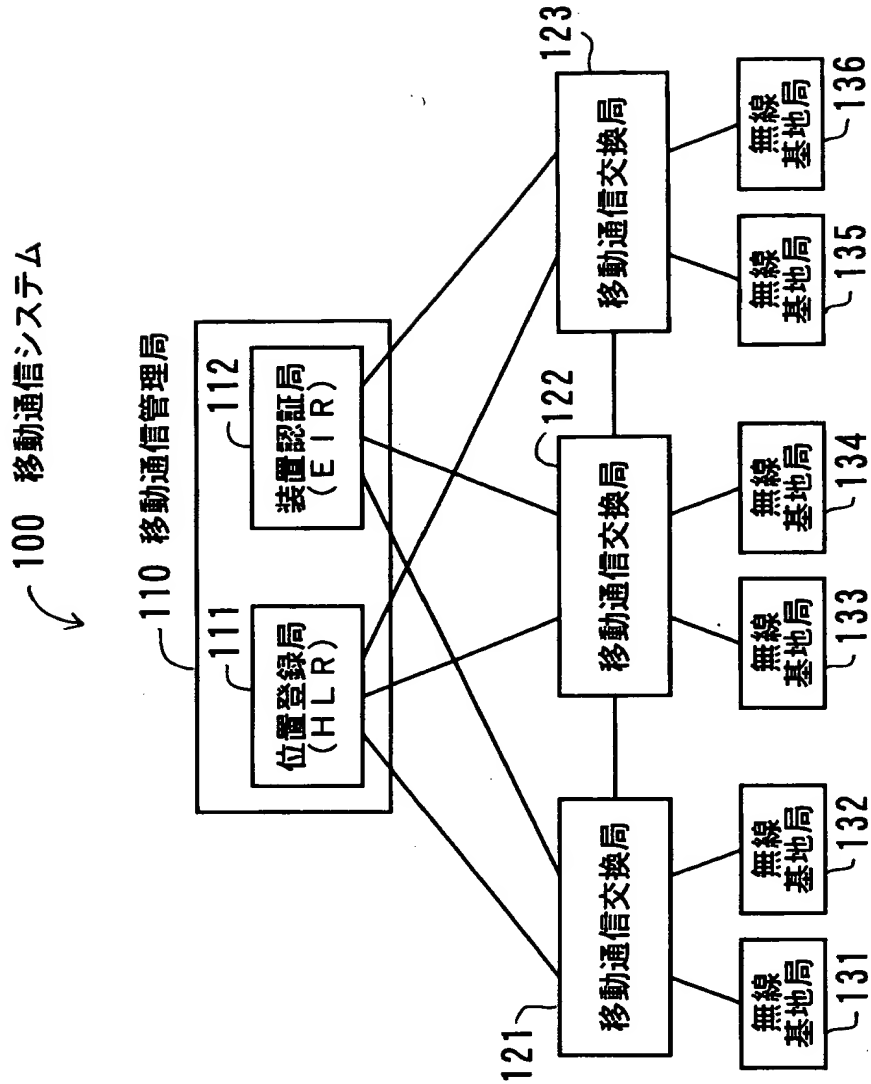 100 移動通信システム
110 移動通信管理局
111
位置登録局
(HLR)
112
装置認証局
(EIR)
121
移動通信交換局
122
移動通信交換局
123
移動通信交換局
無線
基地局
131
無線
基地局
132
無線
基地局
133
無線
基地局
134
無線
基地局
135
無線
基地局
136